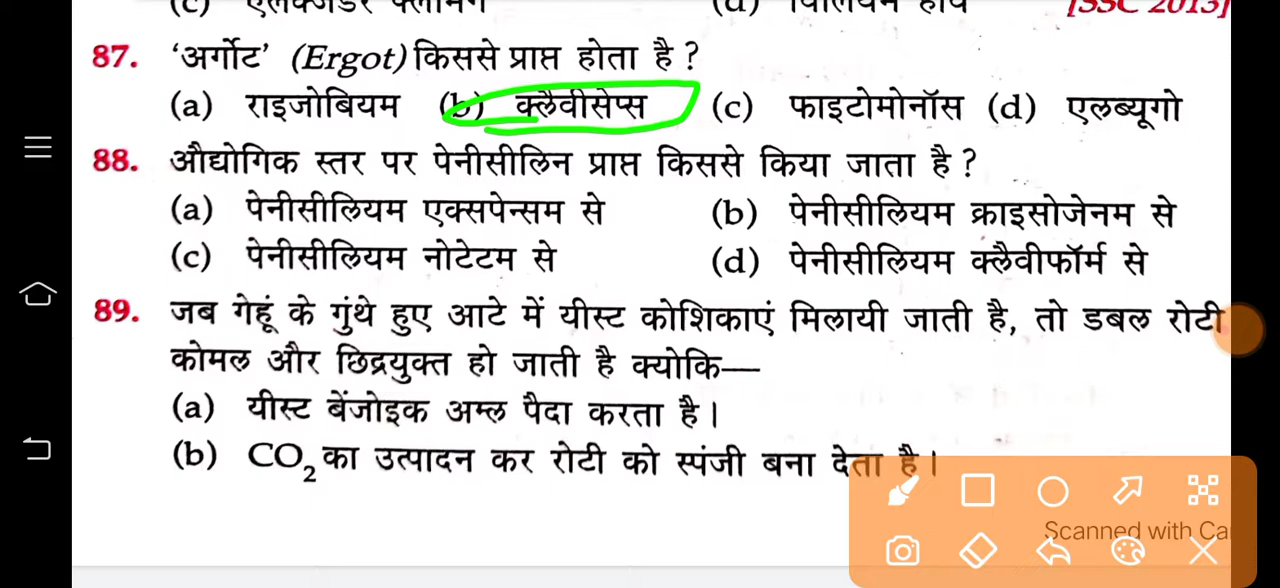 [SSC 2013]
87. 'अर्गोट' (Ergot) किससे प्राप्त होता है ?
(a) राइजोबियम (b) क्लैवीसेप्स (c) फाइटोमोनॉस (d) एलब्यूगो
88. औद्योगिक स्तर पर पेनीसीलिन प्राप्त किससे किया जाता है ?
(a) पेनीसीलियम एक्सपेन्सम से (b) पेनीसीलियम क्राइसोजेनम से
(c) पेनीसीलियम नोटेटम से (d) पेनीसीलियम क्लैवीफॉर्म से
89. जब गेहूं के गुंथे हुए आटे में यीस्ट कोशिकाएं मिलायी जाती है, तो डबल रोटी
कोमल और छिद्रयुक्त हो जाती है क्योकि—
(a) यीस्ट बेंजोइक अम्ल पैदा करता है।
(b) CO₂ का उत्पादन कर रोटी को स्पंजी बना देता है।
Scanned with Ca